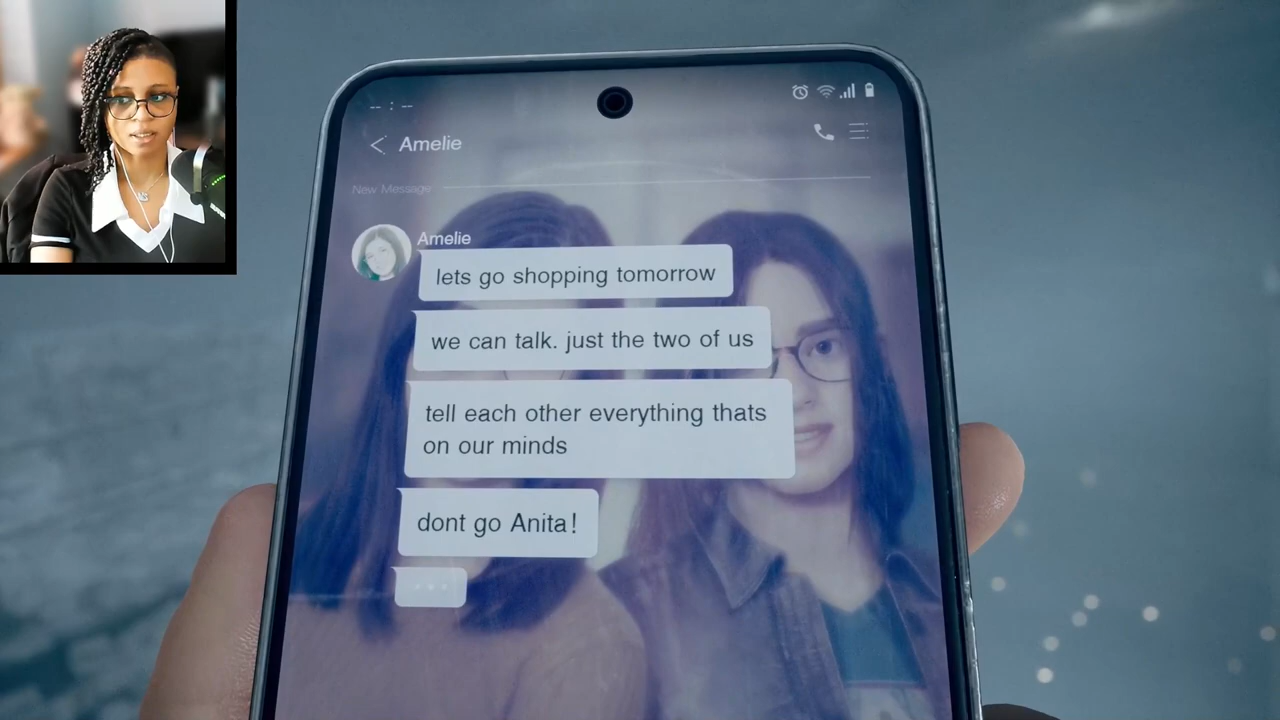 -- : --
< Amelie
New Message
Amelie
lets go shopping tomorrow
we can talk. just the two of us
tell each other everything thats
on our minds
dont go Anita!
...